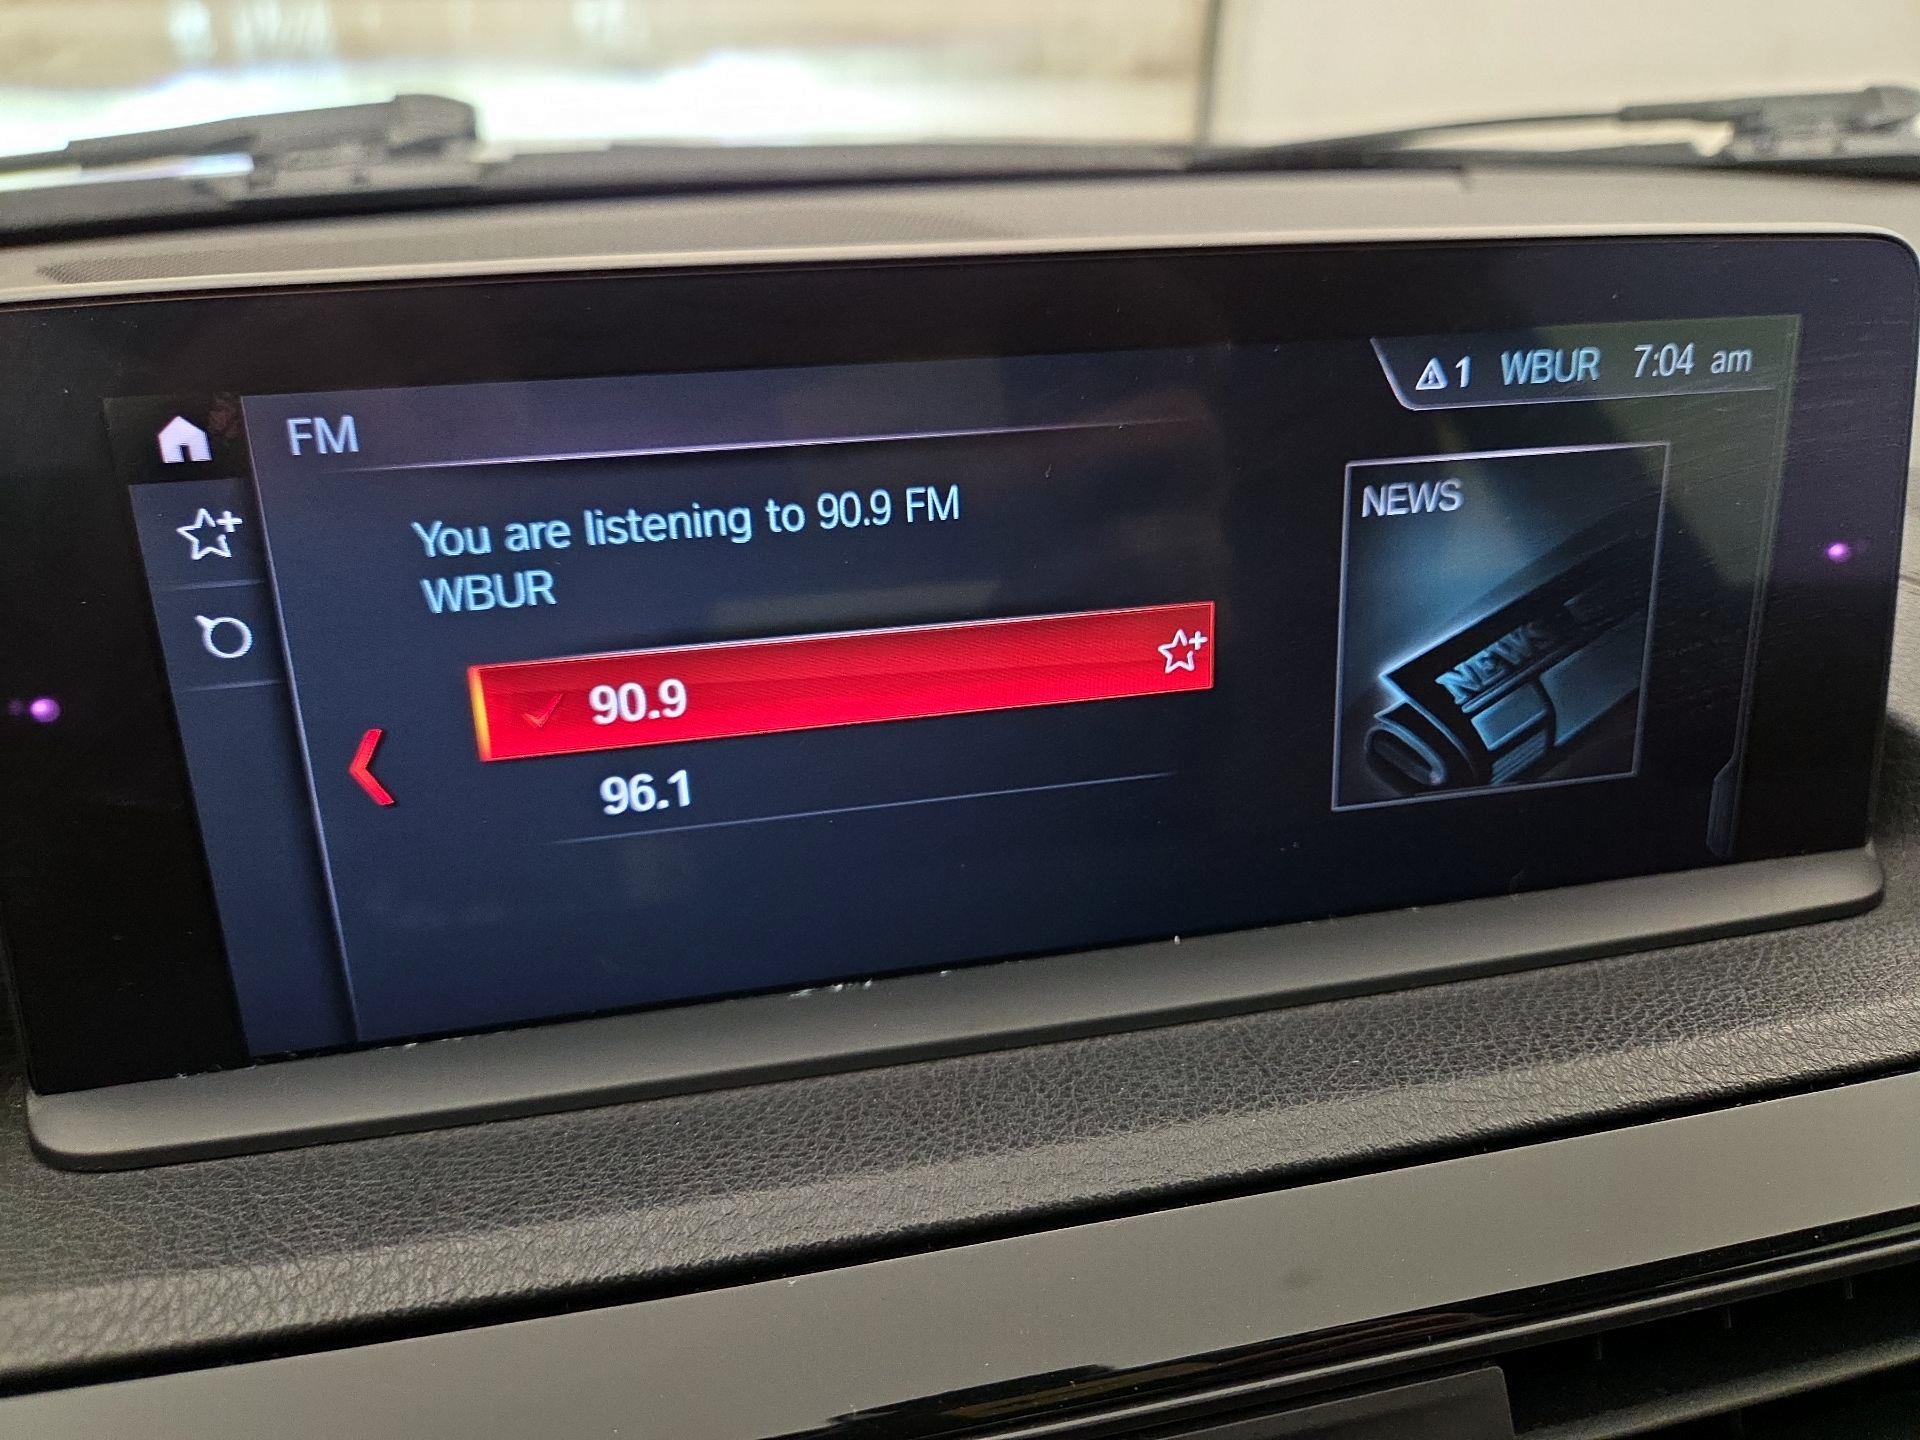 FM
1 WBUR 7:04 am
You are listening to 90.9 FM
WBUR
90.9
96.1
NEWS
NEWS